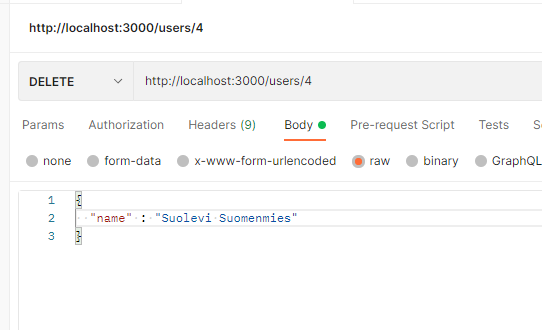 http://localhost:3000/users/4
DELETE http://localhost:3000/users/4
Params Authorization Headers (9) Body Pre-request Script Tests
none form-data x-www-form-urlencoded raw binary GraphQL
1 {
2 "name" : "Suolevi Suomenmies"
3 }